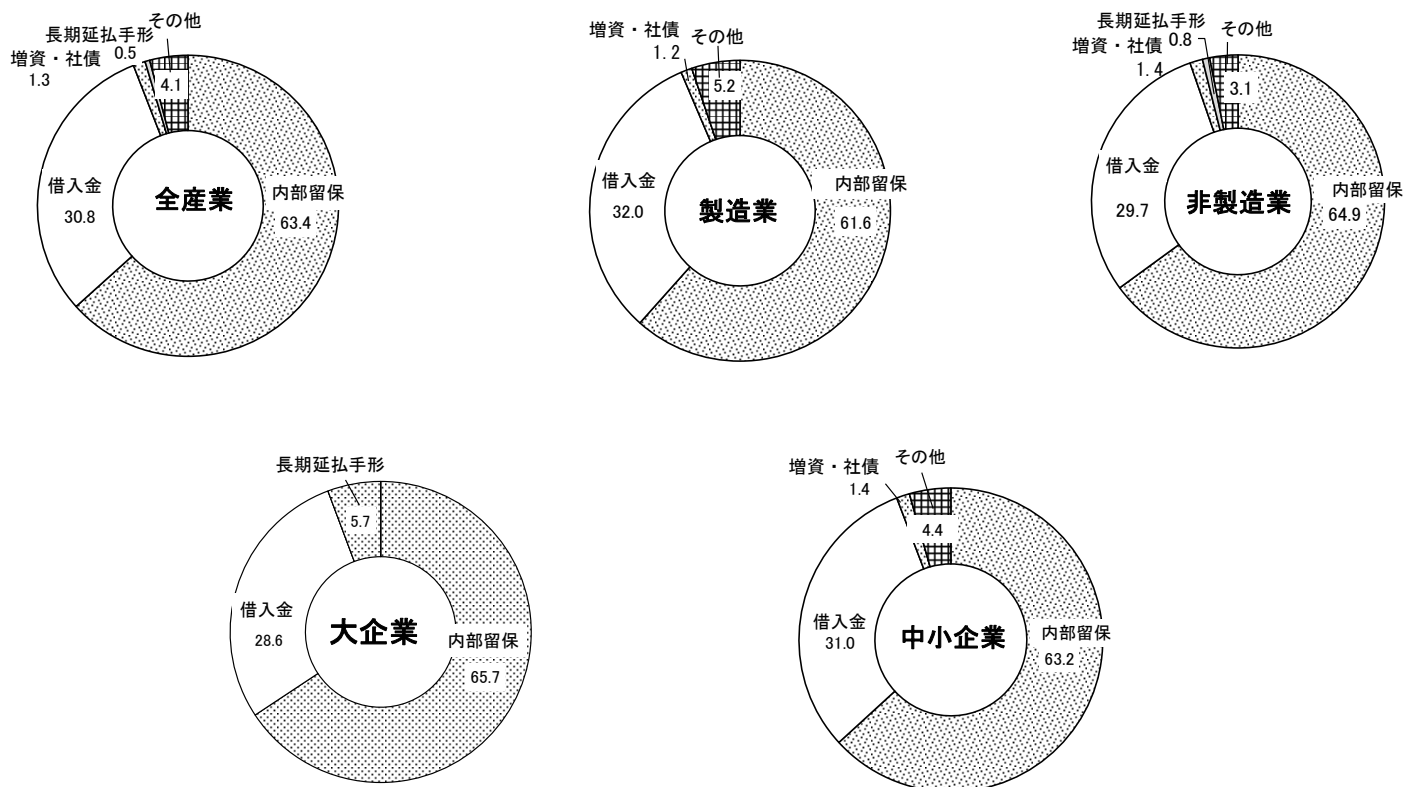 その他
長期延払手形
0.5
増資・社債
1.3
4.1
借入金
30.8
全産業
内部留保
63.4
増資・社債
1.2
その他
5.2
借入金
32.0
製造業
内部留保
61.6
長期延払手形
0.8
その他
増資・社債
1.4
3.1
借入金
29.7
非製造業
内部留保
64.9
長期延払手形
5.7
借入金
28.6
大企業
内部留保
65.7
増資・社債
1.4
その他
4.4
借入金
31.0
中小企業
内部留保
63.2